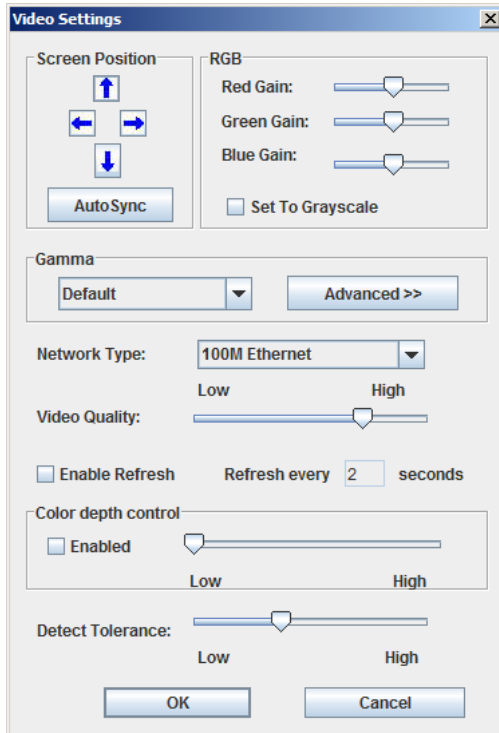 Video Settings
Screen Position
AutoSync
RGB
Red Gain:
Green Gain:
Blue Gain:
Set To Grayscale
Gamma
Default
Advanced >>
Network Type:
100M Ethernet
Low High
Video Quality:
Enable Refresh Refresh every 2 seconds
Color depth control
Enabled
Low High
Detect Tolerance:
Low High
OK Cancel